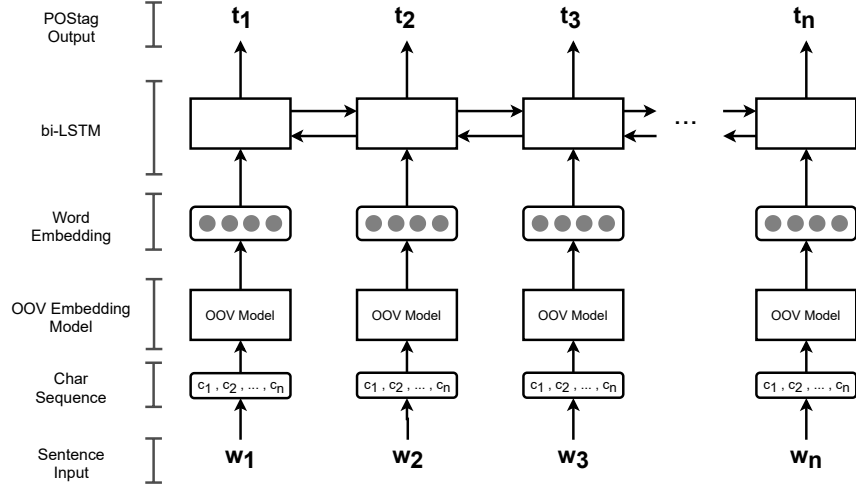 POStag
Output
t1 t2 t3 tn
bi-LSTM
...
Word
Embedding
OOV Embedding
Model
OOV Model OOV Model OOV Model OOV Model
Char
Sequence
c1 , c2 , ... , cn c1 , c2 , ... , cn c1 , c2 , ... , cn c1 , c2 , ... , cn
Sentence
Input
w1 w2 w3 wn